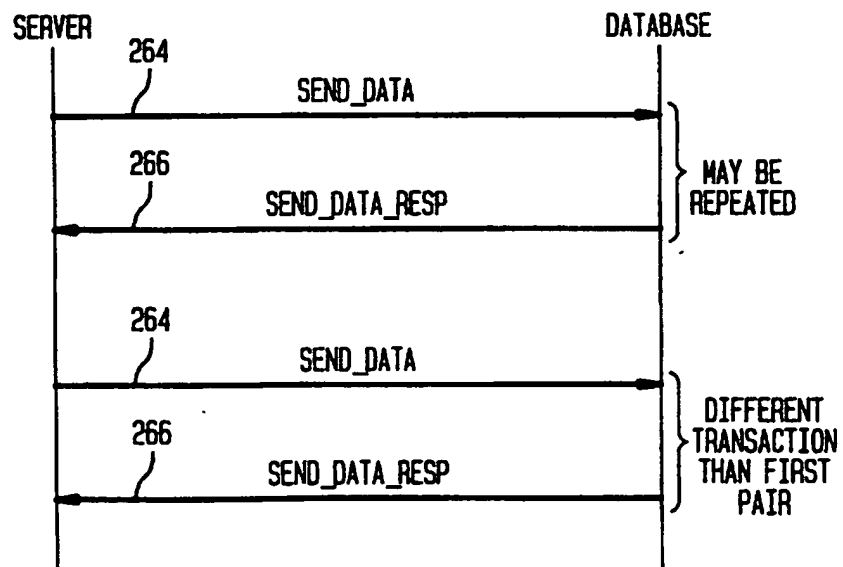 SERVER
DATABASE
264
SEND_DATA
266
SEND_DATA_RESP
MAY BE
REPEATED
264
SEND_DATA
266
SEND_DATA_RESP
DIFFERENT
TRANSACTION
THAN FIRST
PAIR